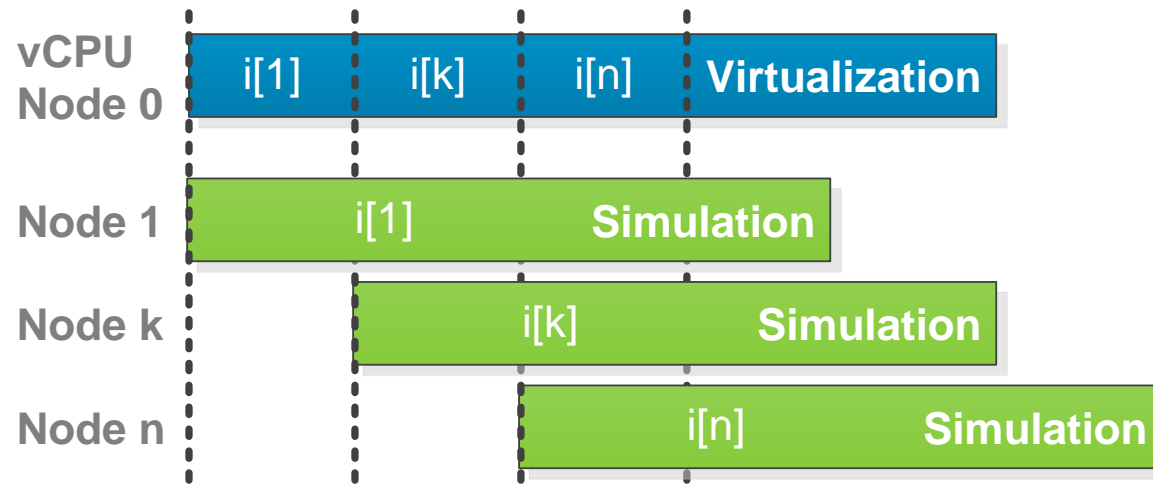 vCPU
Node 0
i[1] i[k] i[n] Virtualization
Node 1 i[1] Simulation
Node k i[k] Simulation
Node n i[n] Simulation